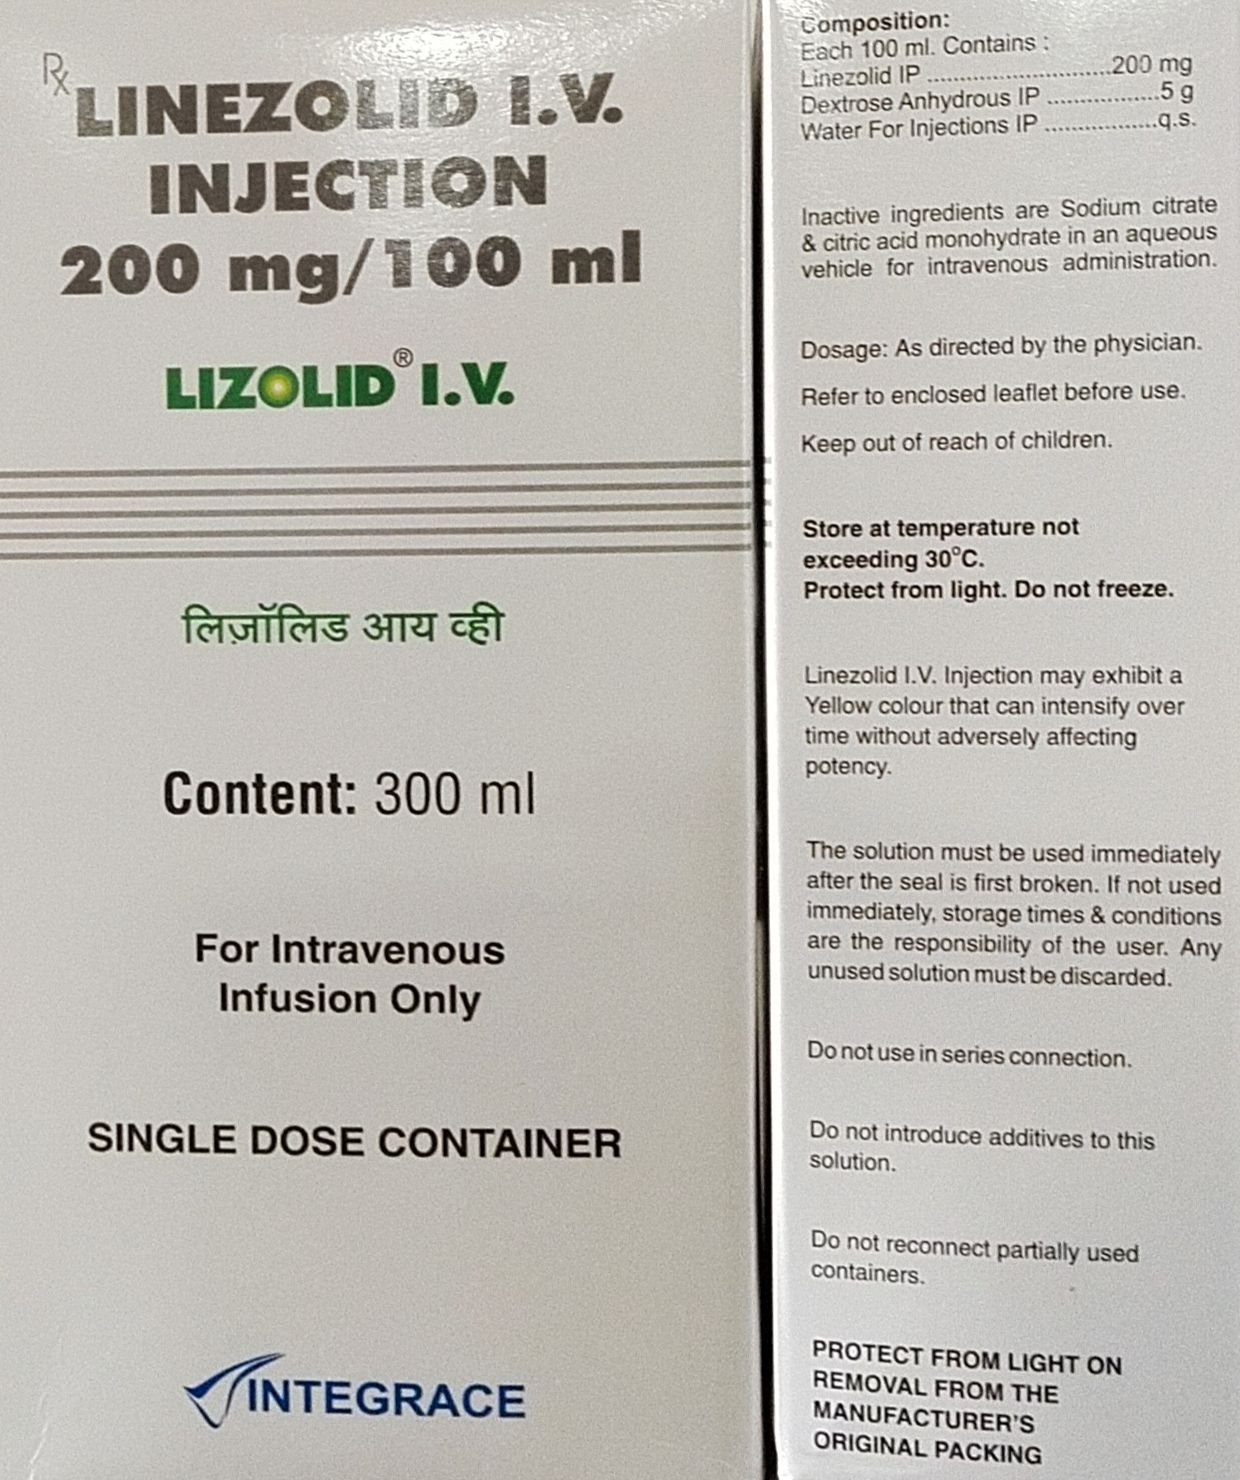 Rx LINEZOLID I.V.
INJECTION
200 mg/100 ml
LIZOLID® I.V.
लिज़ॉलिड आय व्ही
Content: 300 ml
For Intravenous
Infusion Only
SINGLE DOSE CONTAINER
INTEGRACE
Composition:
Each 100 ml. Contains :
Linezolid IP ............................200 mg
Dextrose Anhydrous IP .................5 g
Water For Injections IP .................q.s.
Inactive ingredients are Sodium citrate
& citric acid monohydrate in an aqueous
vehicle for intravenous administration.
Dosage: As directed by the physician.
Refer to enclosed leaflet before use.
Keep out of reach of children.
Store at temperature not
exceeding 30°C.
Protect from light. Do not freeze.
Linezolid I.V. Injection may exhibit a
Yellow colour that can intensify over
time without adversely affecting
potency.
The solution must be used immediately
after the seal is first broken. If not used
immediately, storage times & conditions
are the responsibility of the user. Any
unused solution must be discarded.
Do not use in series connection.
Do not introduce additives to this
solution.
Do not reconnect partially used
containers.
PROTECT FROM LIGHT ON
REMOVAL FROM THE
MANUFACTURER'S
ORIGINAL PACKING